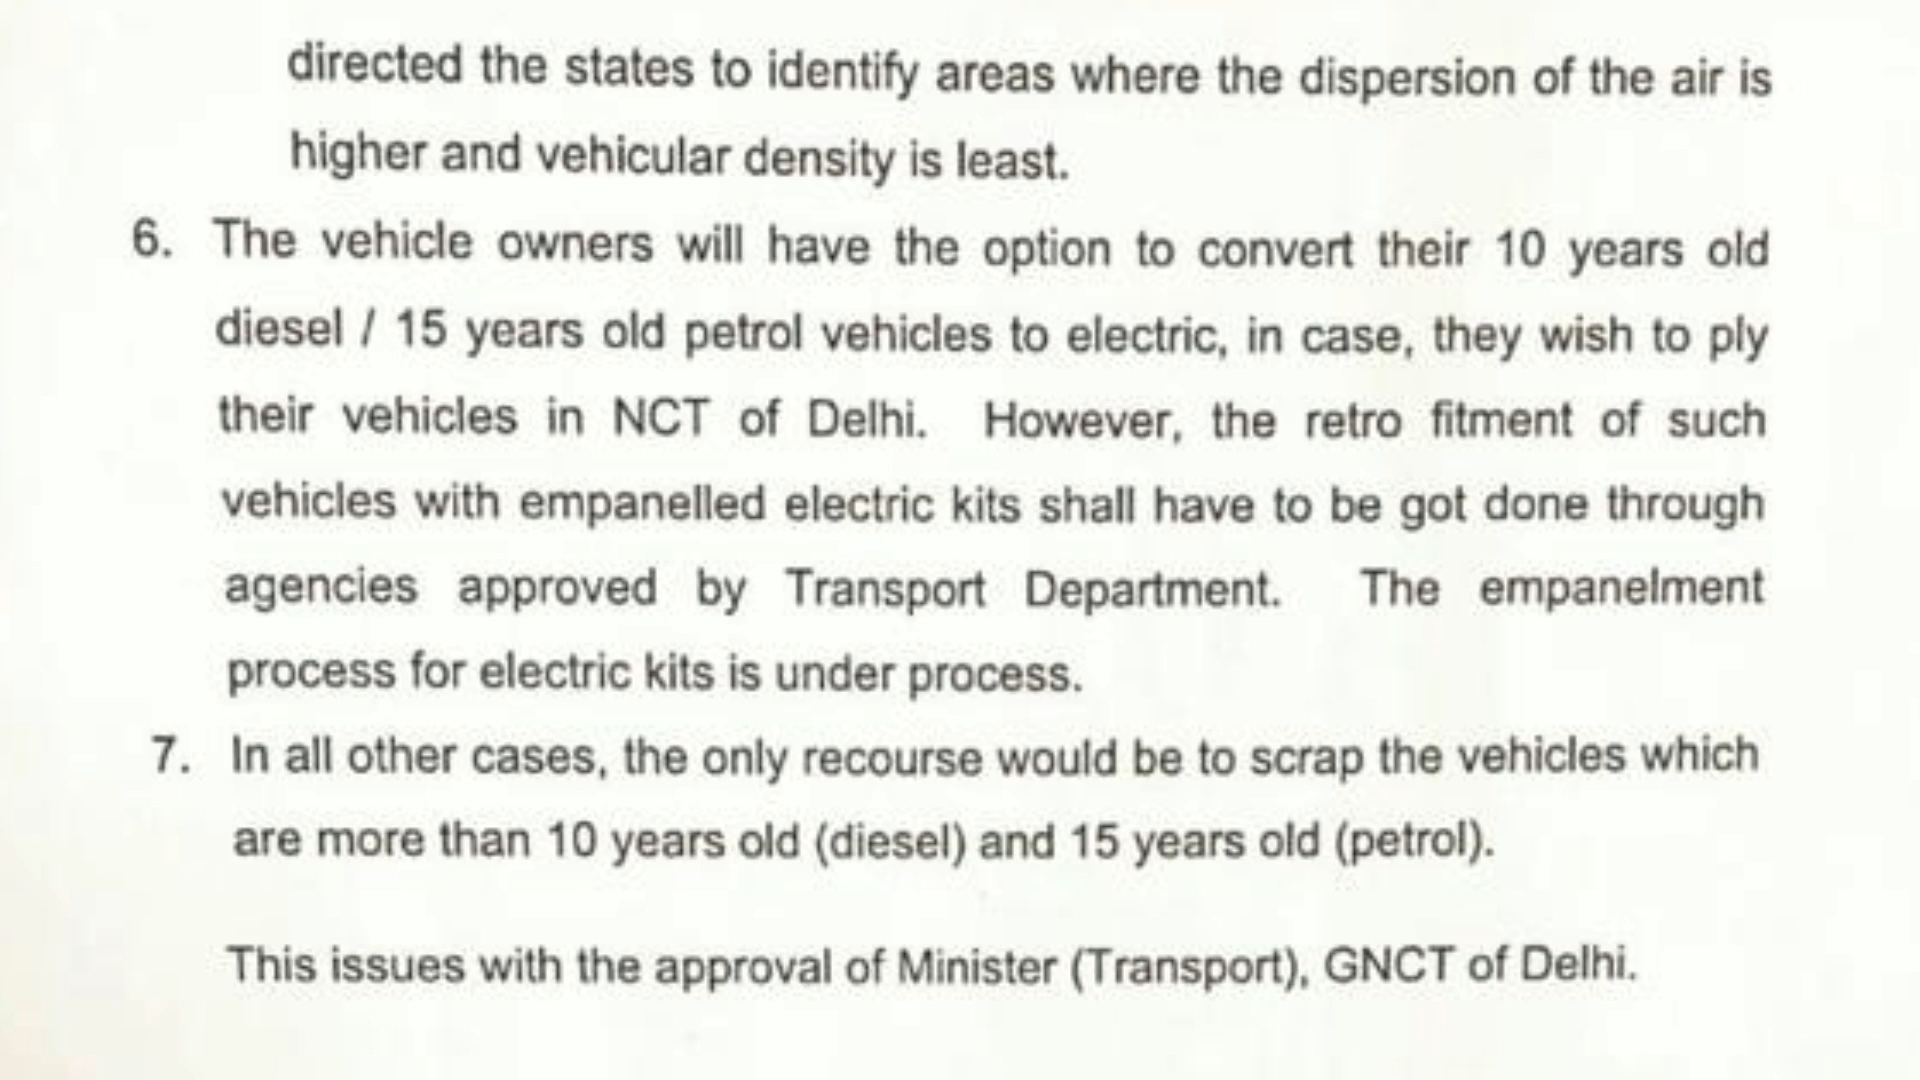 directed the states to identify areas where the dispersion of the air is
higher and vehicular density is least.
6. The vehicle owners will have the option to convert their 10 years old
diesel / 15 years old petrol vehicles to electric, in case, they wish to ply
their vehicles in NCT of Delhi. However, the retro fitment of such
vehicles with empanelled electric kits shall have to be got done through
agencies approved by Transport Department. The empanelment
process for electric kits is under process.
7. In all other cases, the only recourse would be to scrap the vehicles which
are more than 10 years old (diesel) and 15 years old (petrol).
This issues with the approval of Minister (Transport), GNCT of Delhi.